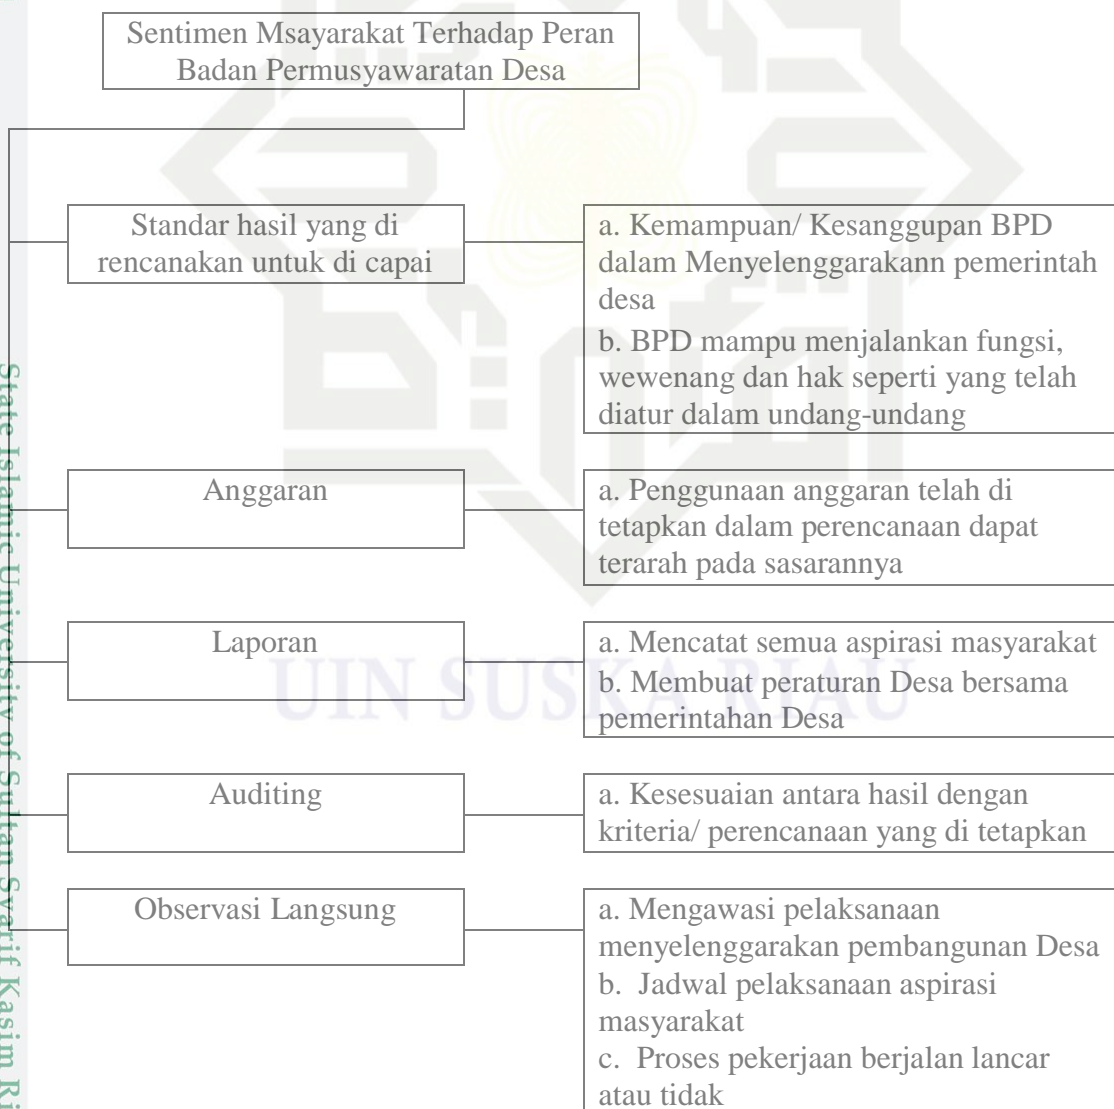 Sentimen Msayarakat Terhadap Peran
Badan Permusyawaratan Desa
Standar hasil yang di
rencanakan untuk di capai
a. Kemampuan/ Kesanggupan BPD
dalam Menyelenggarakann pemerintah
desa
b. BPD mampu menjalankan fungsi,
wewenang dan hak seperti yang telah
diatur dalam undang-undang
Anggaran
a. Penggunaan anggaran telah di
tetapkan dalam perencanaan dapat
terarah pada sasarannya
Laporan
a. Mencatat semua aspirasi masyarakat
b. Membuat peraturan Desa bersama
pemerintahan Desa
Auditing
a. Kesesuaian antara hasil dengan
kriteria/ perencanaan yang di tetapkan
Observasi Langsung
a. Mengawasi pelaksanaan
menyelenggarakan pembangunan Desa
b. Jadwal pelaksanaan aspirasi
masyarakat
c. Proses pekerjaan berjalan lancar
atau tidak
UIN SUSKA RIAU
State Islamic University of Sultan Syarif Kasim Ri